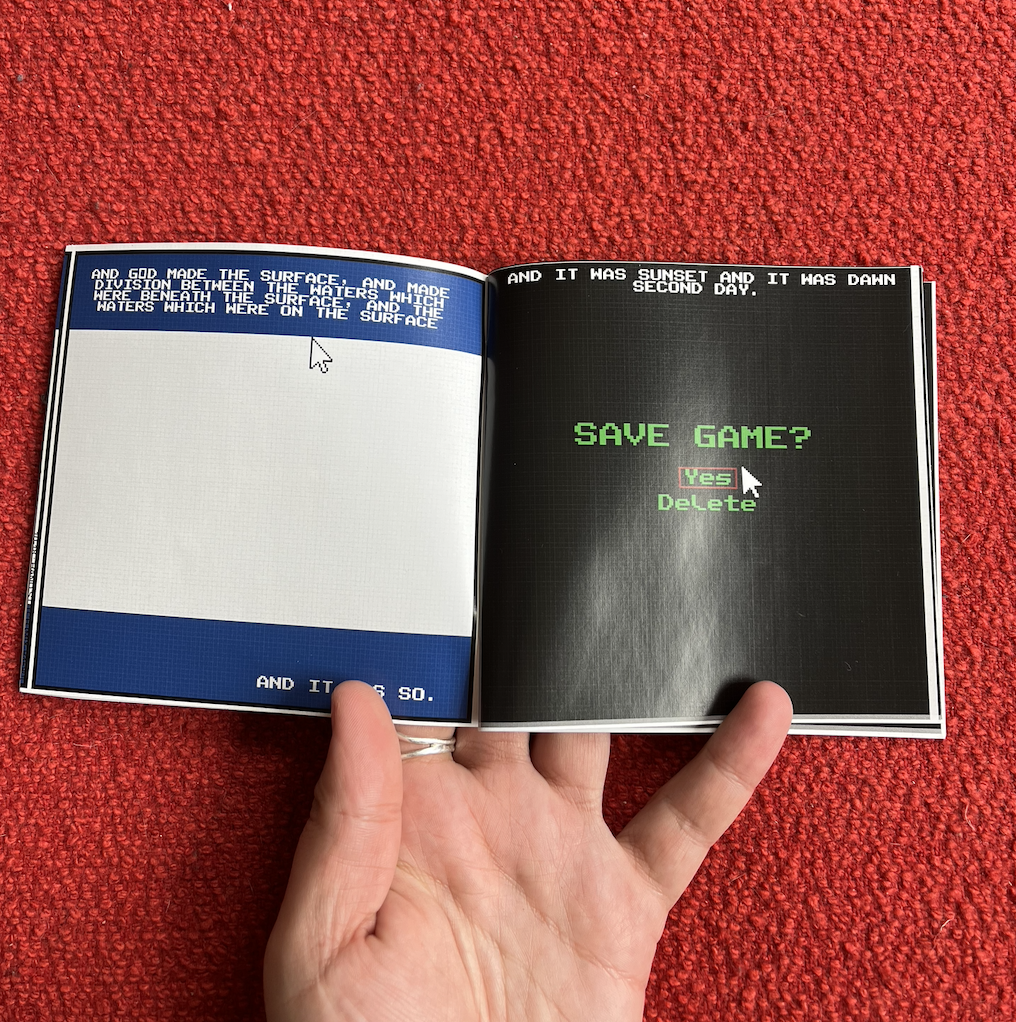 AND G▯D MADE THE SURFACE, AND MADE
DIVISION BETWEEN THE WATERS WHICH
WERE BENEATH THE SURFACE, AND THE
WATERS WHICH WERE ON THE SURFACE
AND IT SO.
AND IT WAS SUNSET AND IT WAS DAWN
SECOND DAY.
SAVE GAME?
Yes
Delete